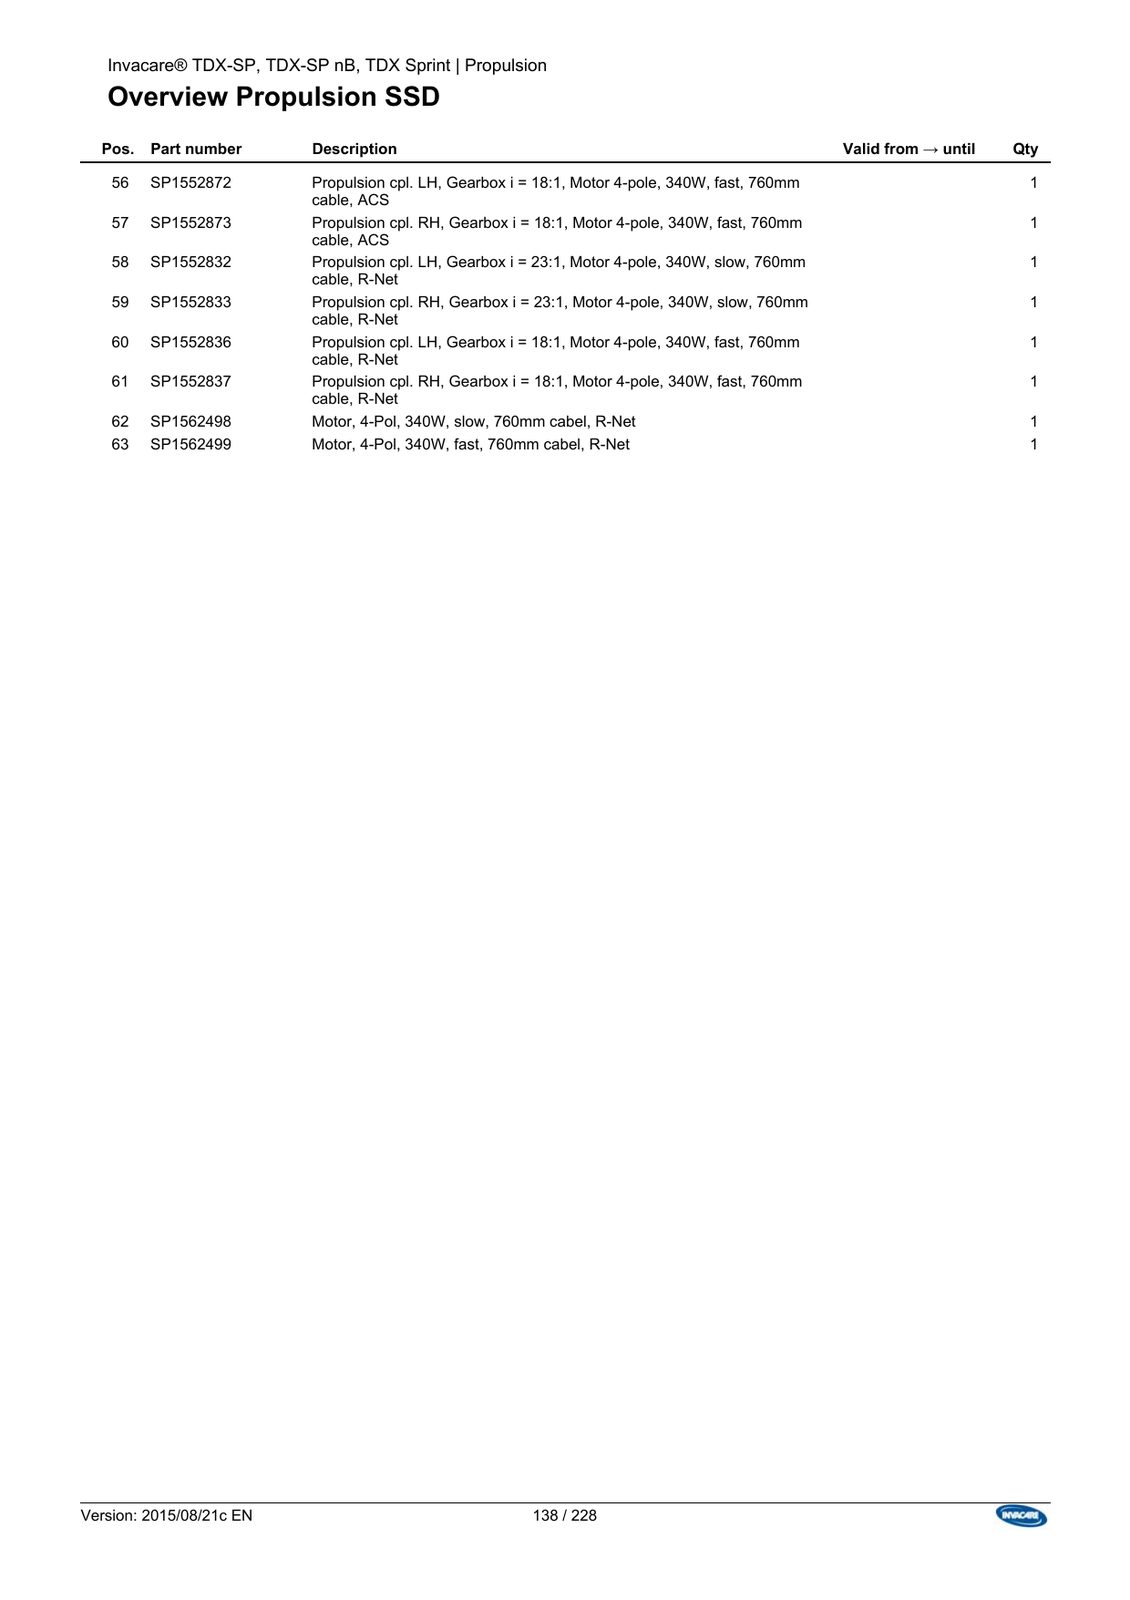 Invacare® TDX-SP, TDX-SP nB, TDX Sprint | Propulsion
Overview Propulsion SSD
Pos. Part number Description Valid from → until Qty
56 SP1552872 Propulsion cpl. LH, Gearbox i = 18:1, Motor 4-pole, 340W, fast, 760mm 1
cable, ACS
57 SP1552873 Propulsion cpl. RH, Gearbox i = 18:1, Motor 4-pole, 340W, fast, 760mm 1
cable, ACS
58 SP1552832 Propulsion cpl. LH, Gearbox i = 23:1, Motor 4-pole, 340W, slow, 760mm 1
cable, R-Net
59 SP1552833 Propulsion cpl. RH, Gearbox i = 23:1, Motor 4-pole, 340W, slow, 760mm 1
cable, R-Net
60 SP1552836 Propulsion cpl. LH, Gearbox i = 18:1, Motor 4-pole, 340W, fast, 760mm 1
cable, R-Net
61 SP1552837 Propulsion cpl. RH, Gearbox i = 18:1, Motor 4-pole, 340W, fast, 760mm 1
cable, R-Net
62 SP1562498 Motor, 4-Pol, 340W, slow, 760mm cabel, R-Net 1
63 SP1562499 Motor, 4-Pol, 340W, fast, 760mm cabel, R-Net 1
Version: 2015/08/21c EN 138 / 228 INVACARE